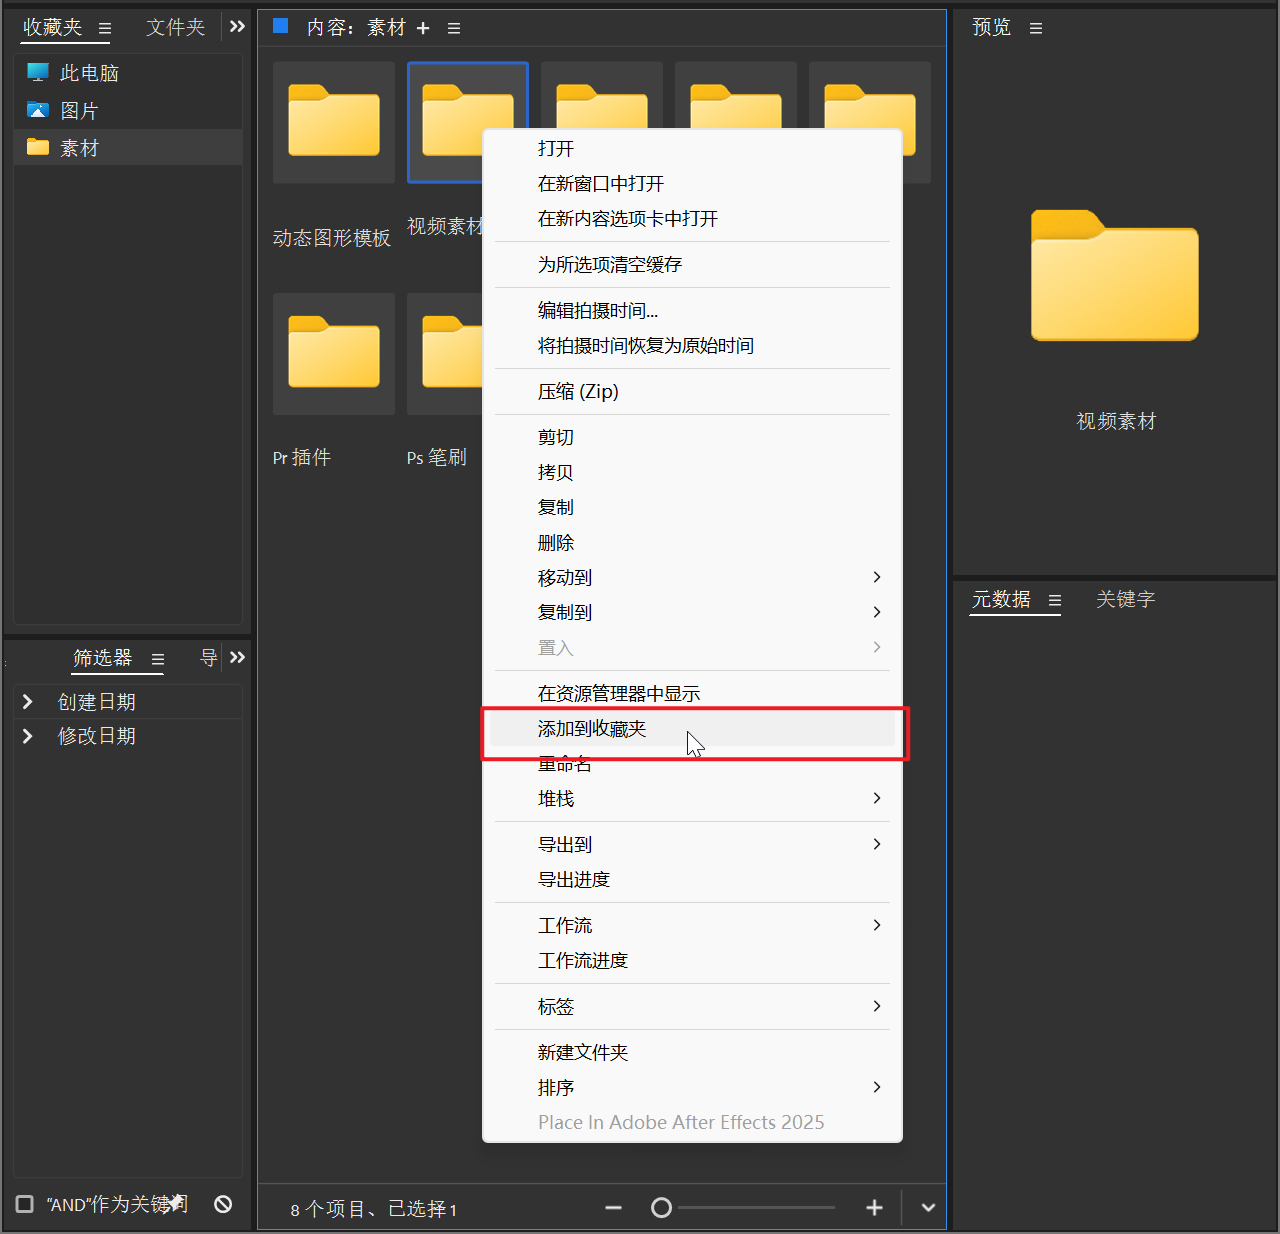 收藏夹
文件夹
此电脑
图片
素材
内容：素材
动态图形模板
视频素材
Pr 插件
Ps 笔刷
打开
在新窗口中打开
在新内容选项卡中打开
为所选项清空缓存
编辑拍摄时间...
将拍摄时间恢复为原始时间
压缩 (Zip)
剪切
拷贝
复制
删除
移动到
复制到
置入
在资源管理器中显示
添加到收藏夹
重命名
堆栈
导出到
导出进度
工作流
工作流进度
标签
新建文件夹
排序
Place In Adobe After Effects 2025
预览
视频素材
元数据
关键字
筛选器
导
创建日期
修改日期
“AND”作为关键词
8 个项目、已选择 1